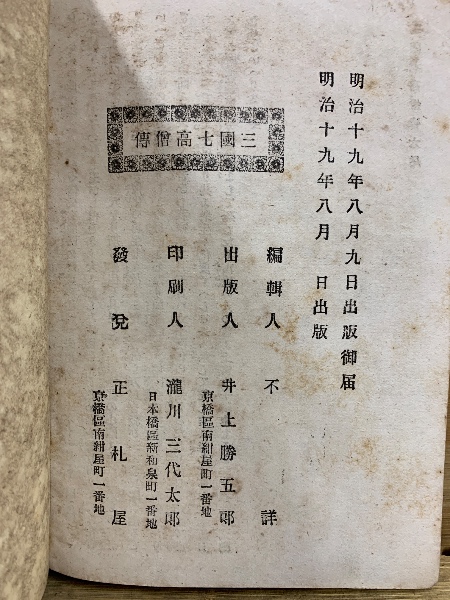 明治十九年八月九日出版御届
明治十九年八月　日出版
三國七高僧傳
編輯人　不詳
出版人　井上勝五郎
京橋區南紺屋町一番地
印刷人　瀧川三代太郎
日本橋區新和泉町一番地
發兌　正札屋
京橋區南紺屋町一番地